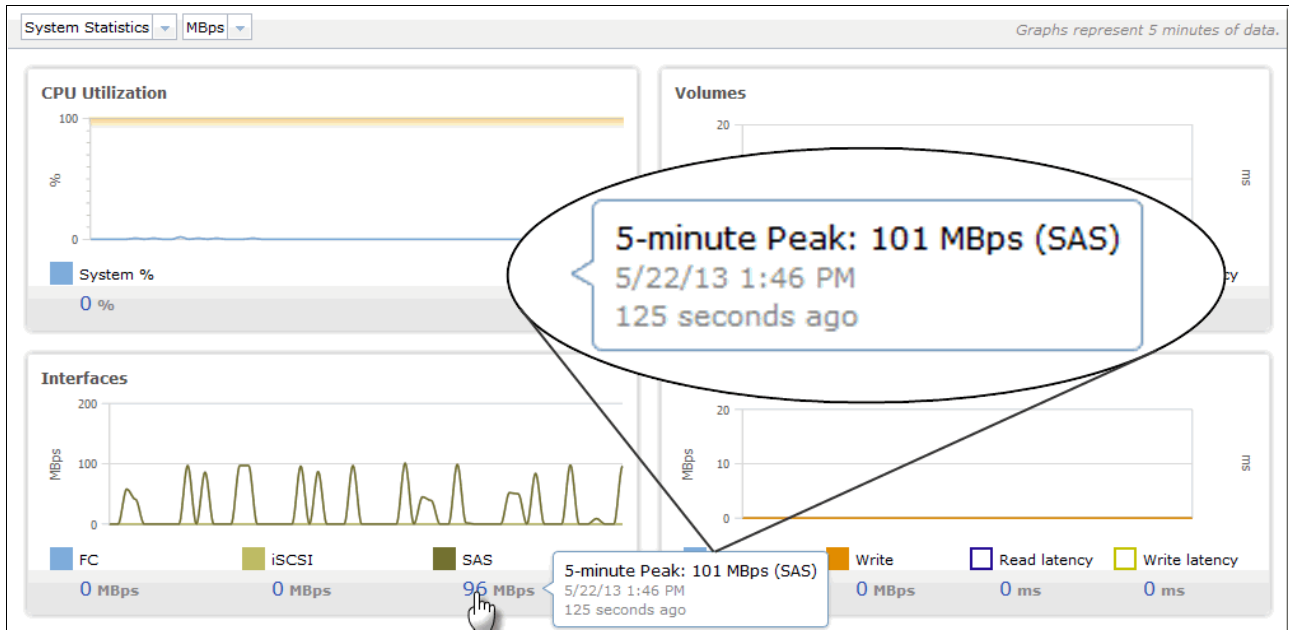 System Statistics MBps Graphs represent 5 minutes of data.
CPU Utilization
100
%
0
System %
0 %
Volumes
20
ms
5-minute Peak: 101 MBps (SAS)
5/22/13 1:46 PM
125 seconds ago
cy
Interfaces
200
MBps
100
0
FC iSCSI SAS
0 MBps 0 MBps 96 MBps
5-minute Peak: 101 MBps (SAS)
5/22/13 1:46 PM
125 seconds ago
20
MBps
10
ms
0
Write Read latency Write latency
0 MBps 0 ms 0 ms